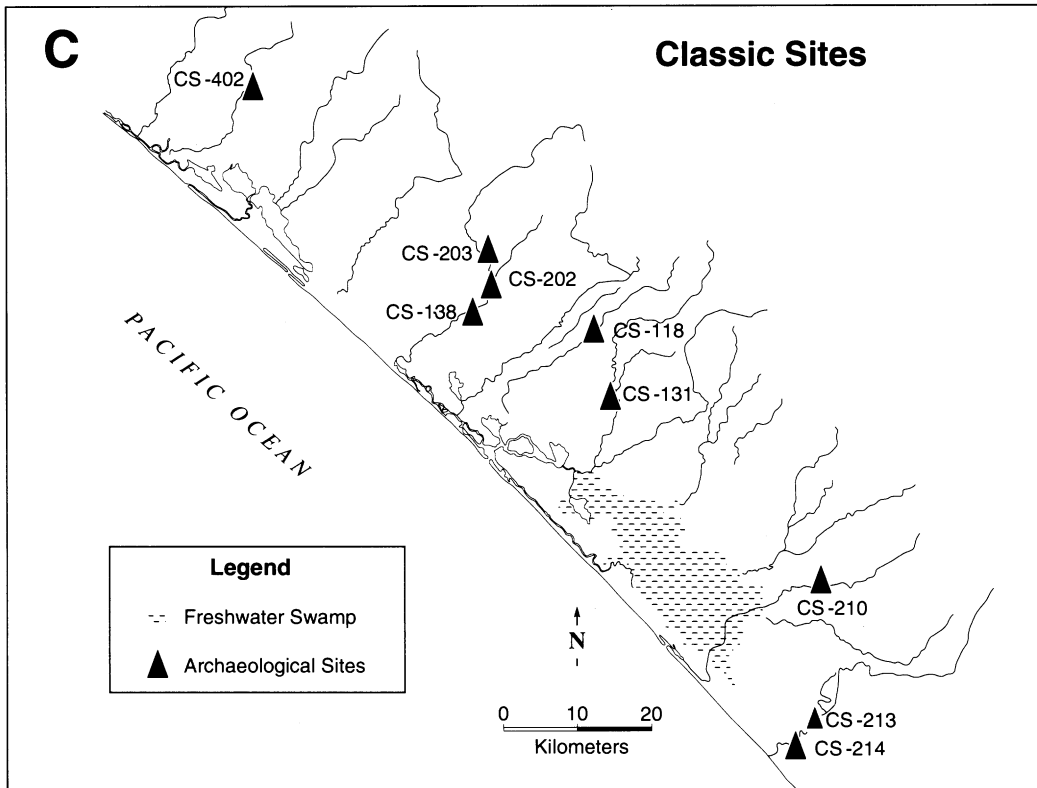 C
Classic Sites
CS-402
CS-203
CS-202
CS-138
CS-118
CS-131
PACIFIC OCEAN
Legend
Freshwater Swamp
Archaeological Sites
N
0 10 20
Kilometers
CS-210
CS-213
CS-214